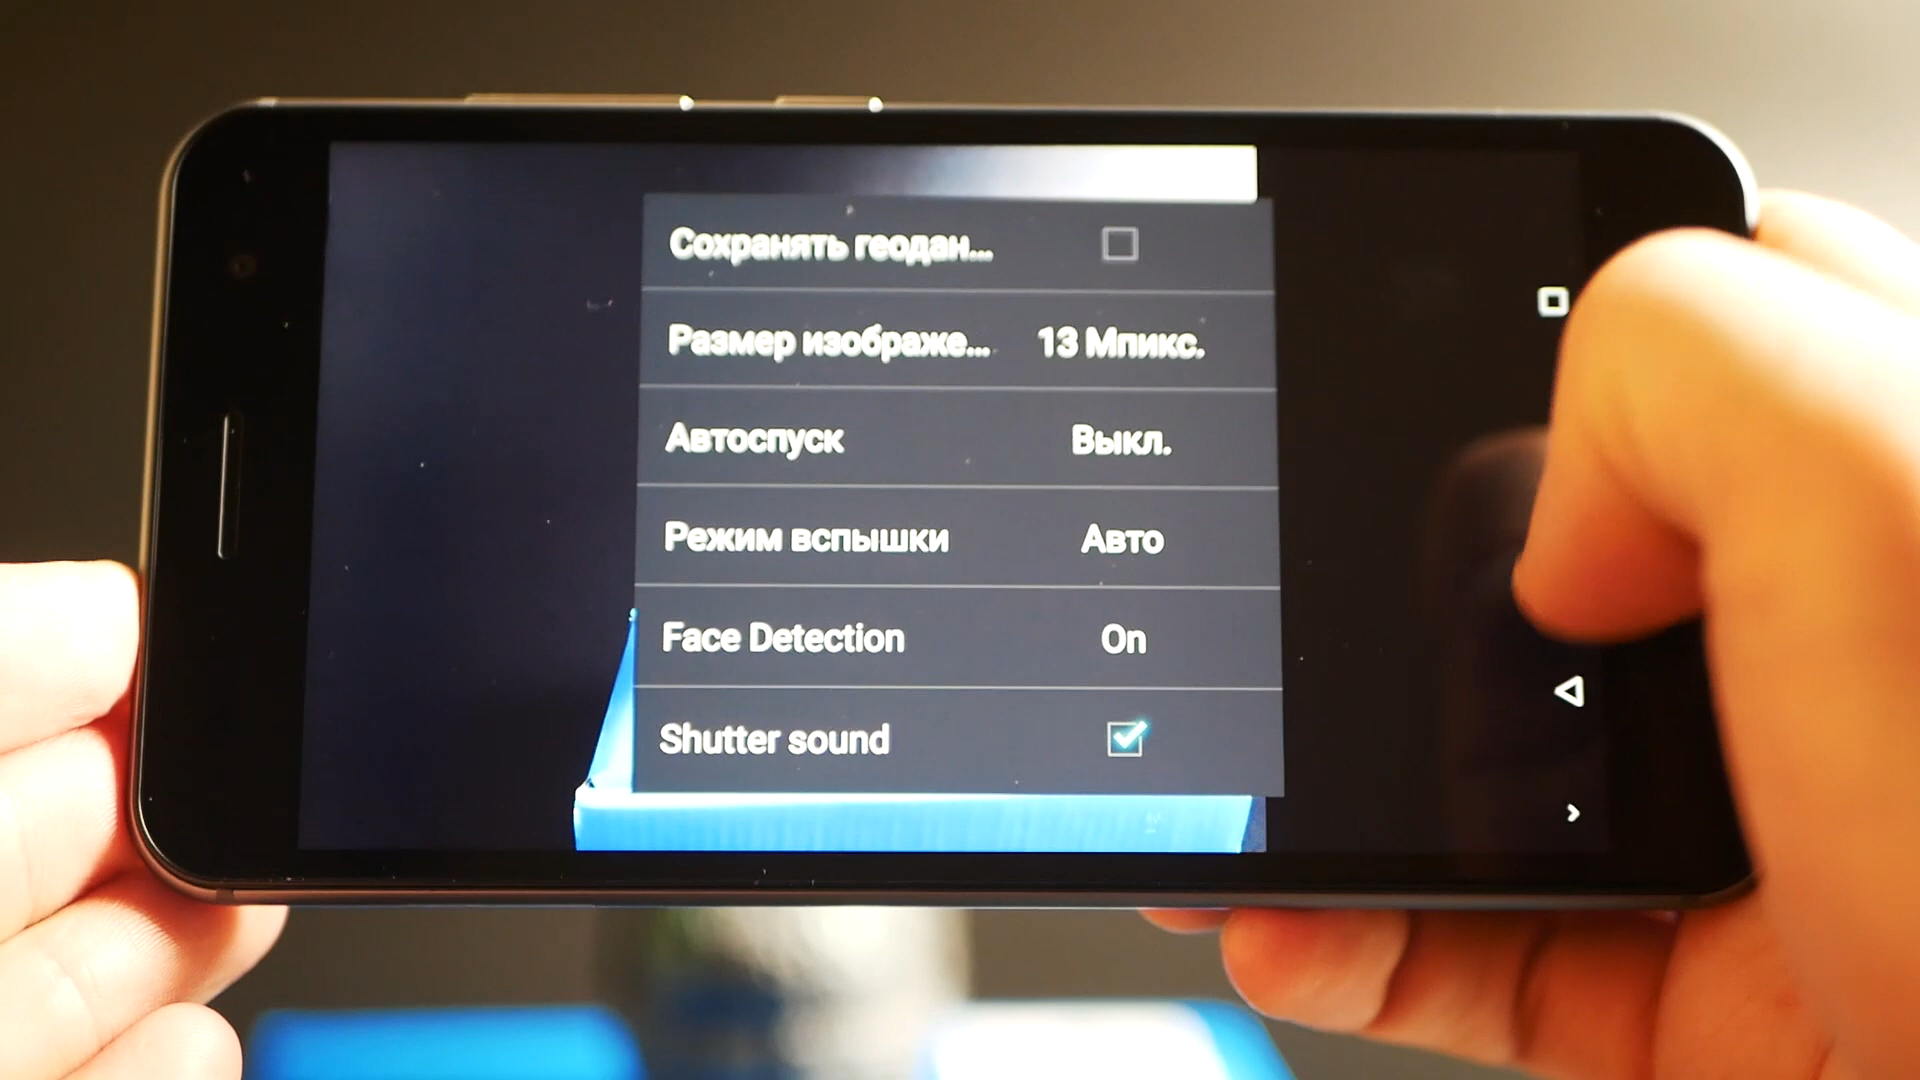 Сохранять геодан...
Размер изображе... 13 Мпикс.
Автоспуск Выкл.
Режим вспышки Авто
Face Detection On
Shutter sound